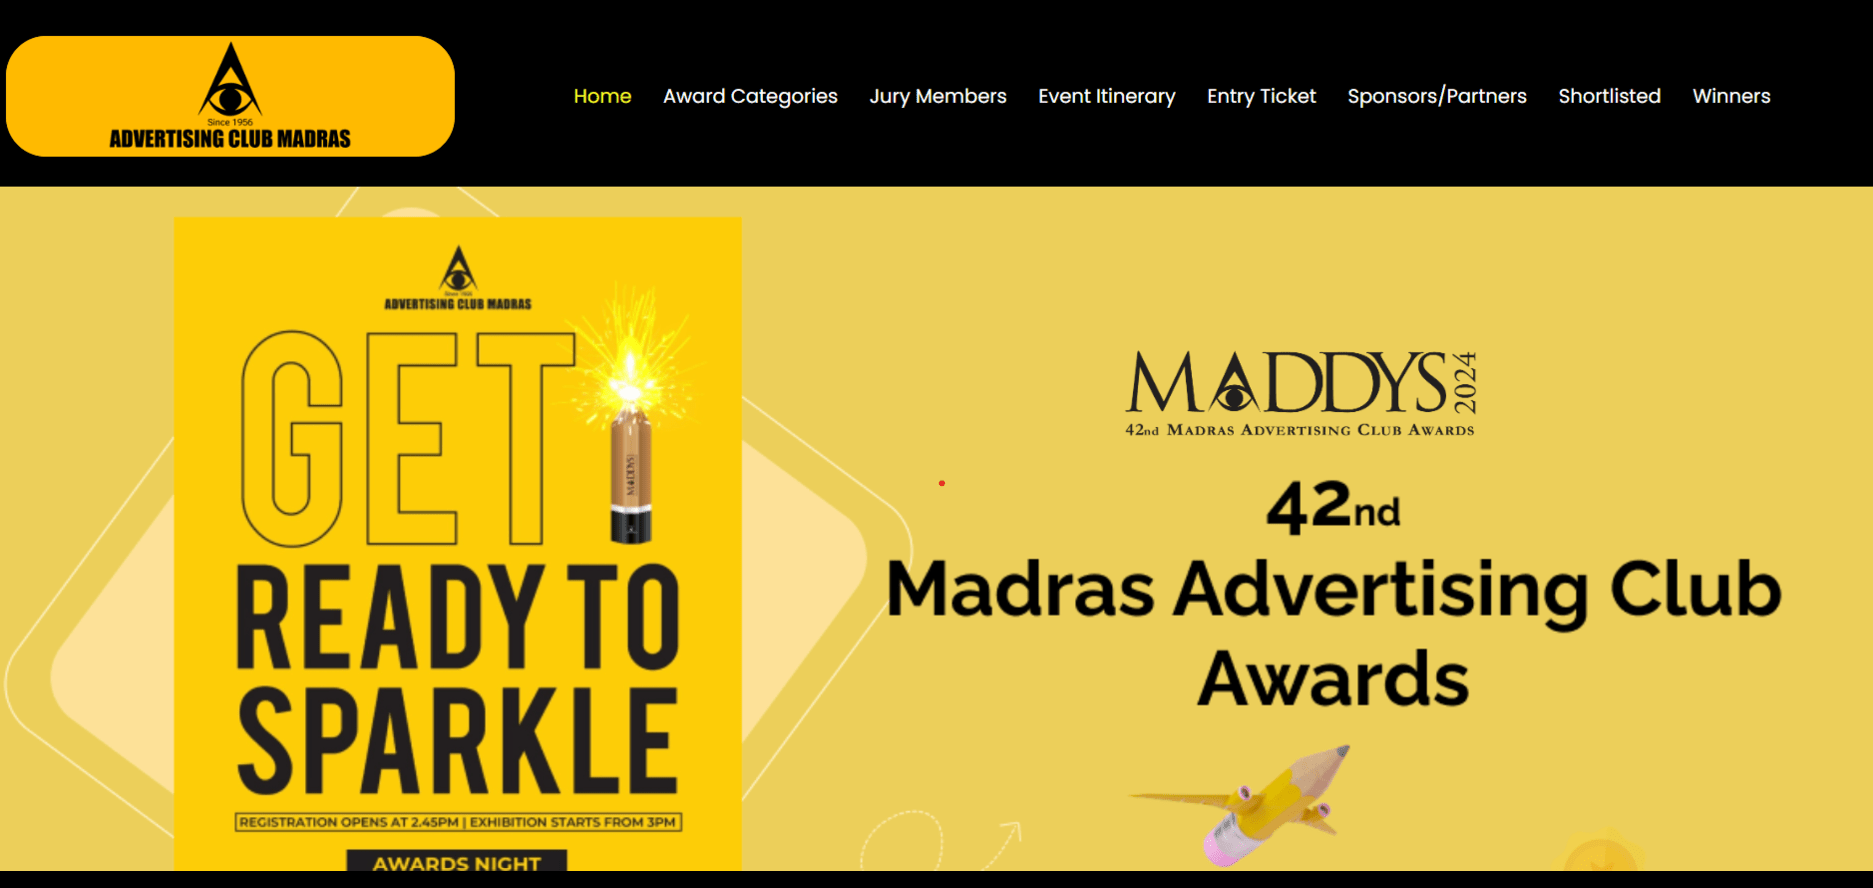 Since 1956
ADVERTISING CLUB MADRAS
Home
Award Categories
Jury Members
Event Itinerary
Entry Ticket
Sponsors/Partners
Shortlisted
Winners
Since 1956
ADVERTISING CLUB MADRAS
GET
MADDYS
READY TO
SPARKLE
REGISTRATION OPENS AT 2.45PM | EXHIBITION STARTS FROM 3PM
AWARDS NIGHT
MADDYS 2024
42nd MADRAS ADVERTISING CLUB AWARDS
42nd
Madras Advertising Club
Awards